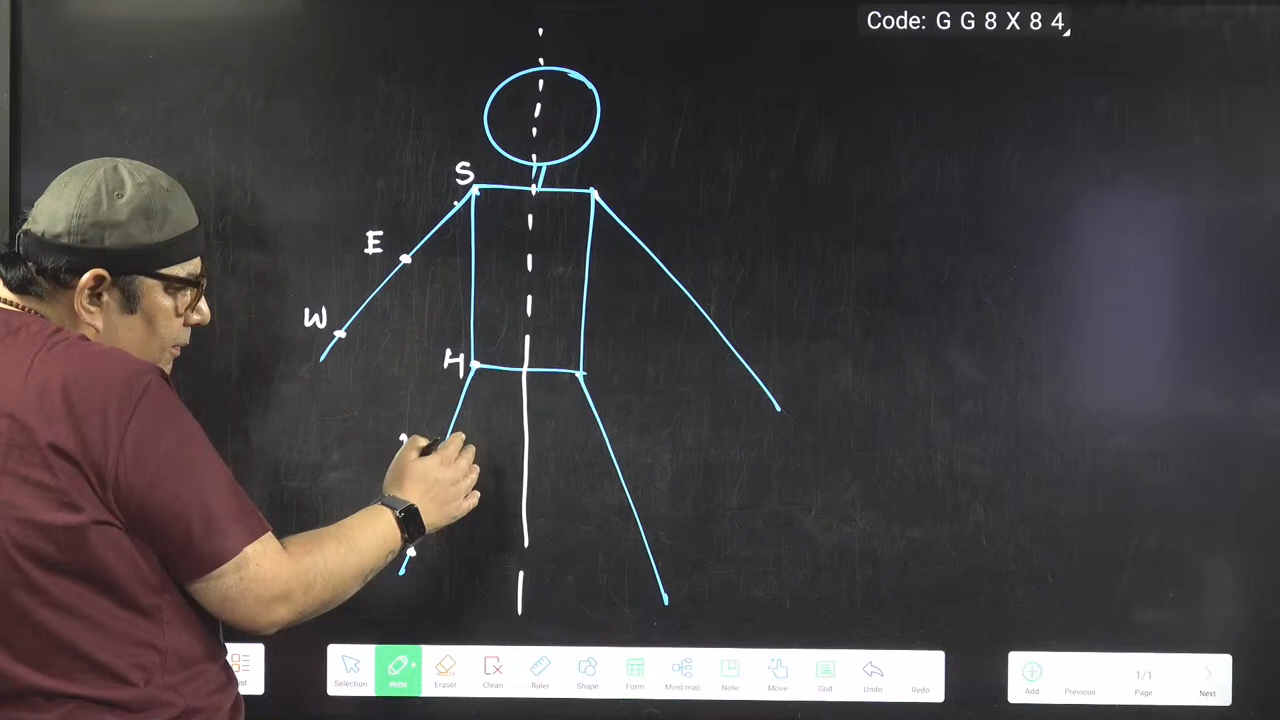 Code: G G 8 X 8 4
S
E
W
H
Selection Write Eraser Clean Ruler Shape Form Mind map Note Move Grid Undo Redo
Add Previous 1/1 Page Next